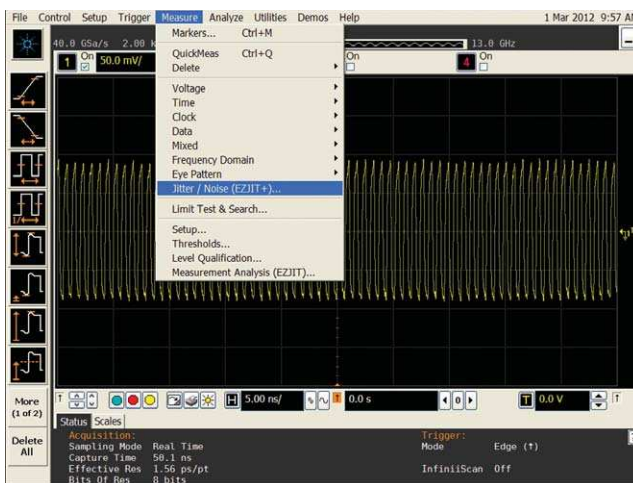 File Control Setup Trigger Measure Analyze Utilities Demos Help 1 Mar 2012 9:57
40.0 GSa/s 2.00 13.0 GHz
1 On 50.0 mV/ On 4 On
Markers... Ctrl+M
QuickMeas Ctrl+Q
Delete
Voltage
Time
Clock
Data
Mixed
Frequency Domain
Eye Pattern
Jitter / Noise (EZJIT+)...
Limit Test & Search...
Setup...
Thresholds...
Level Qualification...
Measurement Analysis (EZJIT)...
More
(1 of 2)
Delete
All
T H 5.00 ns/ 0.0 s 0 T 0.0 V T
Status Scales
Acquisition: Trigger:
Sampling Mode Real Time Mode Edge (↑)
Capture Time 50.1 ns
Effective Res 1.56 ps/pt InfiniiScan Off
Bits Of Res 8 bits